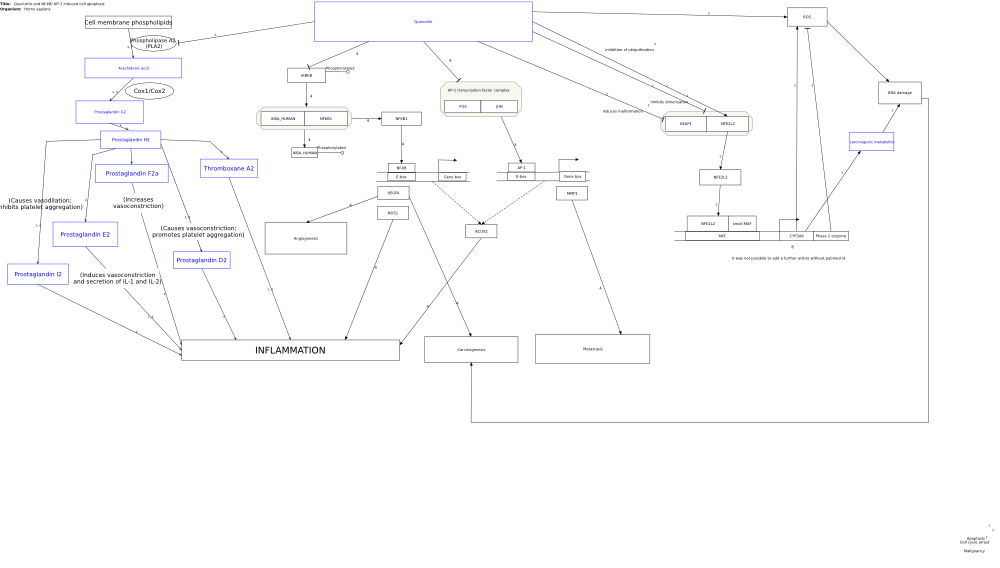 Title: Quercetin and Nf-kB/ AP-1 induced cell apoptosis
Organism: Homo sapiens
Cell membrane phospholipids
Quercetin
ROS
Phospholipase A2
(PLA2)
Inhibition of ubiquitination
Arachidonic acid
IKBKB
Phosphorylated
Cox1/Cox2
AP-1 transcription factor complex
DNA damage
FOS
JUN
Inhibits dimerization
Prostaglandin G2
Induces malformation
IKBA_HUMAN
NFKB1
NFKB1
KEAP1
NFE2L2
Prostaglandin H2
Carcinogenic metabolite
IKBA_HUMAN
Phosphorylated
Thromboxane A2
Prostaglandin F2a
Nf-kB
E-box
Gene box
AP-1
E-box
Gene box
NFE2L2
VEGFA
MMP1
(Causes vasodilation;
inhibits platelet aggregation)
(Increases
vasoconstriction)
NOS1
Prostaglandin E2
(Causes vasoconstriction;
promotes platelet aggregation)
Angiogenesis
ACOX2
NFE2L2
small MAF
ARE
CYP2A6
Phase 2 enzyme
Prostaglandin D2
It was not possible to add a further article without pubmed id
Prostaglandin I2
(Induces vasoconstriction
and secretion of IL-1 and IL-2)
INFLAMMATION
Carcinogenesis
Metastasis
Apoptosis
Cell cycle arrest
Malignancy